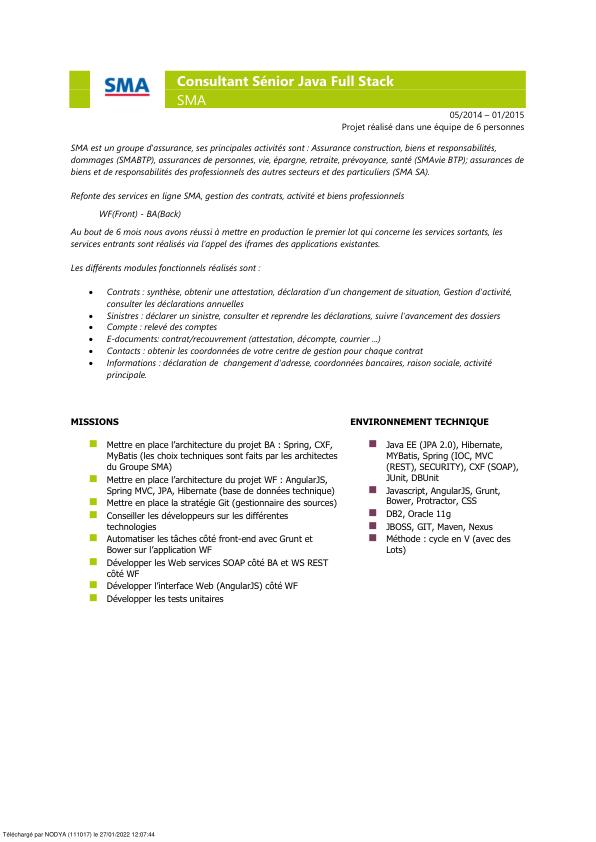 SMA
Consultant Sénior Java Full Stack
SMA
05/2014 – 01/2015
Projet réalisé dans une équipe de 6 personnes
SMA est un groupe d'assurance, ses principales activités sont : Assurance construction, biens et responsabilités,
dommages (SMABTP), assurances de personnes, vie, épargne, retraite, prévoyance, santé (SMAvie BTP); assurances de
biens et de responsabilités des professionnels des autres secteurs et des particuliers (SMA SA).
Refonte des services en ligne SMA, gestion des contrats, activité et biens professionnels
WF(Front) - BA(Back)
Au bout de 6 mois nous avons réussi à mettre en production le premier lot qui concerne les services sortants, les
services entrants sont réalisés via l'appel des iframes des applications existantes.
Les différents modules fonctionnels réalisés sont :
• Contrats : synthèse, obtenir une attestation, déclaration d'un changement de situation, Gestion d'activité,
consulter les déclarations annuelles
• Sinistres : déclarer un sinistre, consulter et reprendre les déclarations, suivre l'avancement des dossiers
• Compte : relevé des comptes
• E-documents: contrat/recouvrement (attestation, décompte, courrier ...)
• Contacts : obtenir les coordonnées de votre centre de gestion pour chaque contrat
• Informations : déclaration de changement d'adresse, coordonnées bancaires, raison sociale, activité
principale.
MISSIONS
Mettre en place l'architecture du projet BA : Spring, CXF,
MyBatis (les choix techniques sont faits par les architectes
du Groupe SMA)
Mettre en place l'architecture du projet WF : AngularJS,
Spring MVC, JPA, Hibernate (base de données technique)
Mettre en place la stratégie Git (gestionnaire des sources)
Conseiller les développeurs sur les différentes
technologies
Automatiser les tâches côté front-end avec Grunt et
Bower sur l'application WF
Développer les Web services SOAP côté BA et WS REST
côté WF
Développer l'interface Web (AngularJS) côté WF
Développer les tests unitaires
ENVIRONNEMENT TECHNIQUE
Java EE (JPA 2.0), Hibernate,
MYBatis, Spring (IOC, MVC
(REST), SECURITY), CXF (SOAP),
JUnit, DBUnit
Javascript, AngularJS, Grunt,
Bower, Protractor, CSS
DB2, Oracle 11g
JBOSS, GIT, Maven, Nexus
Méthode : cycle en V (avec des
Lots)
Téléchargé par NODYA (111017) le 27/01/2022 12:07:44